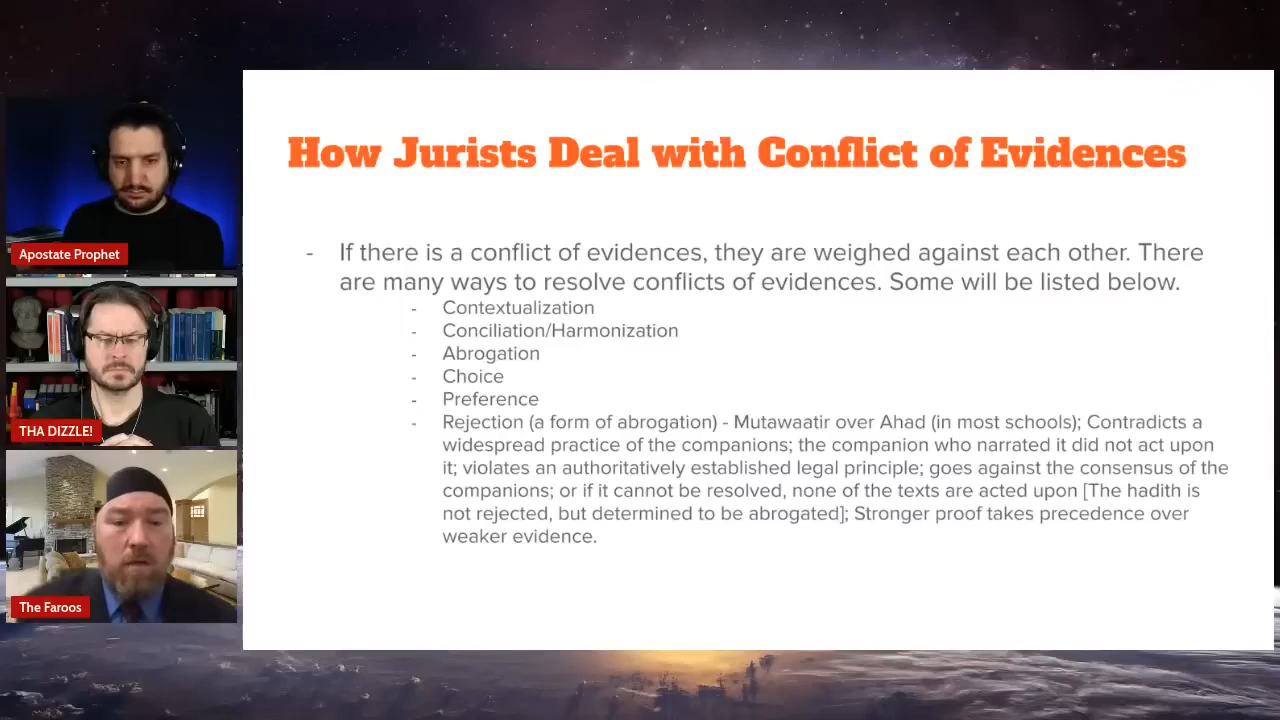 How Jurists Deal with Conflict of Evidences
- If there is a conflict of evidences, they are weighed against each other. There
are many ways to resolve conflicts of evidences. Some will be listed below.
- Contextualization
- Conciliation/Harmonization
- Abrogation
- Choice
- Preference
- Rejection (a form of abrogation) - Mutawaatir over Ahad (in most schools); Contradicts a
widespread practice of the companions; the companion who narrated it did not act upon
it; violates an authoritatively established legal principle; goes against the consensus of the
companions; or if it cannot be resolved, none of the texts are acted upon [The hadith is
not rejected, but determined to be abrogated]; Stronger proof takes precedence over
weaker evidence.
Apostate Prophet
THA DIZZLE!
The Faroos